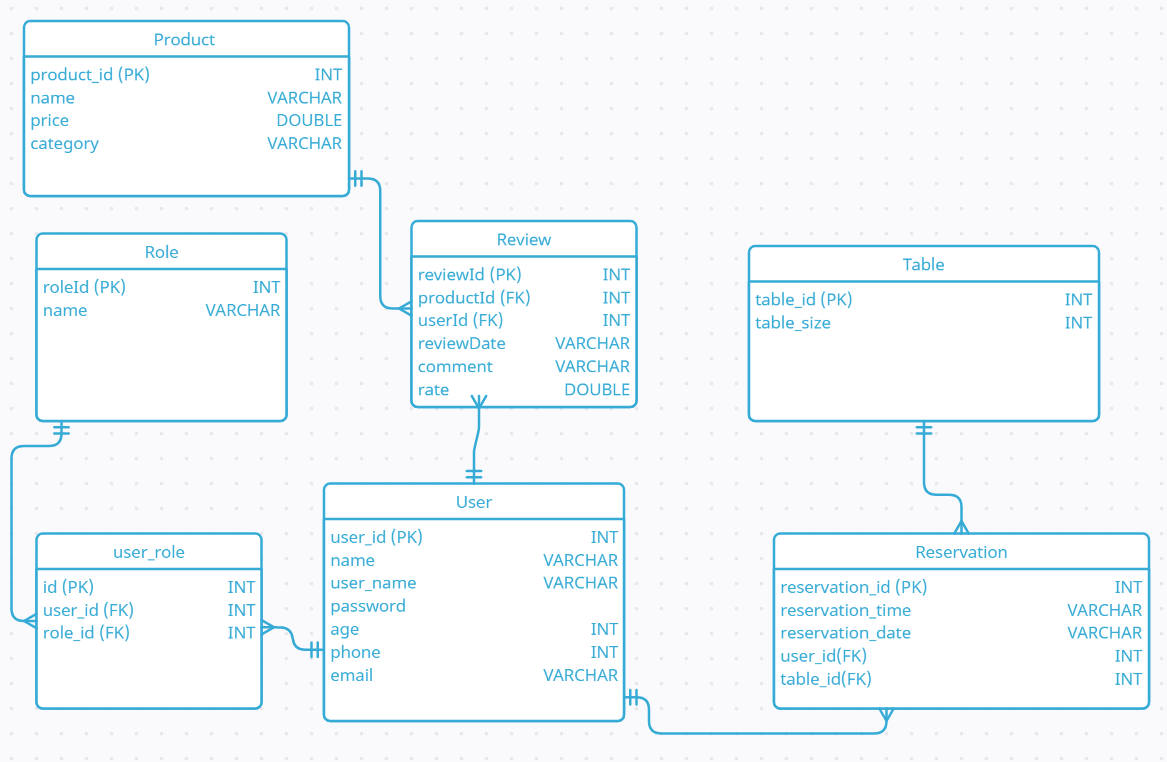 Product
product_id (PK) INT
name VARCHAR
price DOUBLE
category VARCHAR
Role
roleId (PK) INT
name VARCHAR
Review
reviewId (PK) INT
productId (FK) INT
userId (FK) INT
reviewDate VARCHAR
comment VARCHAR
rate DOUBLE
Table
table_id (PK) INT
table_size INT
user_role
id (PK) INT
user_id (FK) INT
role_id (FK) INT
User
user_id (PK) INT
name VARCHAR
user_name VARCHAR
password
age INT
phone INT
email VARCHAR
Reservation
reservation_id (PK) INT
reservation_time VARCHAR
reservation_date VARCHAR
user_id(FK) INT
table_id(FK) INT